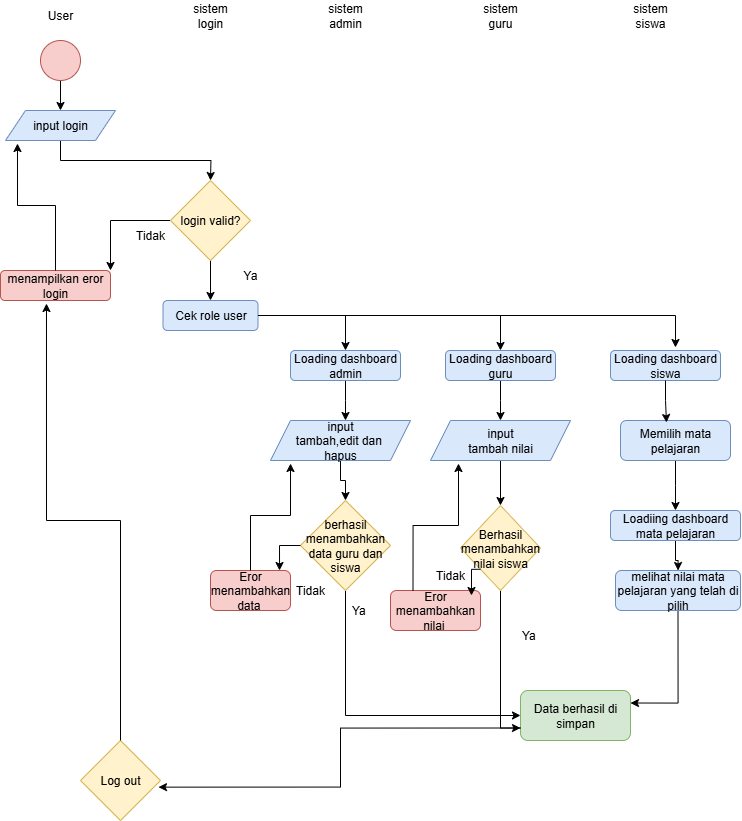 User
sistem
login
sistem
admin
sistem
guru
sistem
siswa
input login
login valid?
Tidak
Ya
menampilkan eror
login
Cek role user
Loading dashboard
admin
Loading dashboard
guru
Loading dashboard
siswa
input
tambah,edit dan
hapus
input
tambah nilai
Memilih mata
pelajaran
berhasil
menambahkan
data guru dan
siswa
Berhasil
menambahkan
nilai siswa
Loadiing dashboard
mata pelajaran
Eror
menambahkan
data
Tidak
Ya
Tidak
Eror
menambahkan
nilai
Ya
melihat nilai mata
pelajaran yang telah di
pilih
Data berhasil di
simpan
Log out